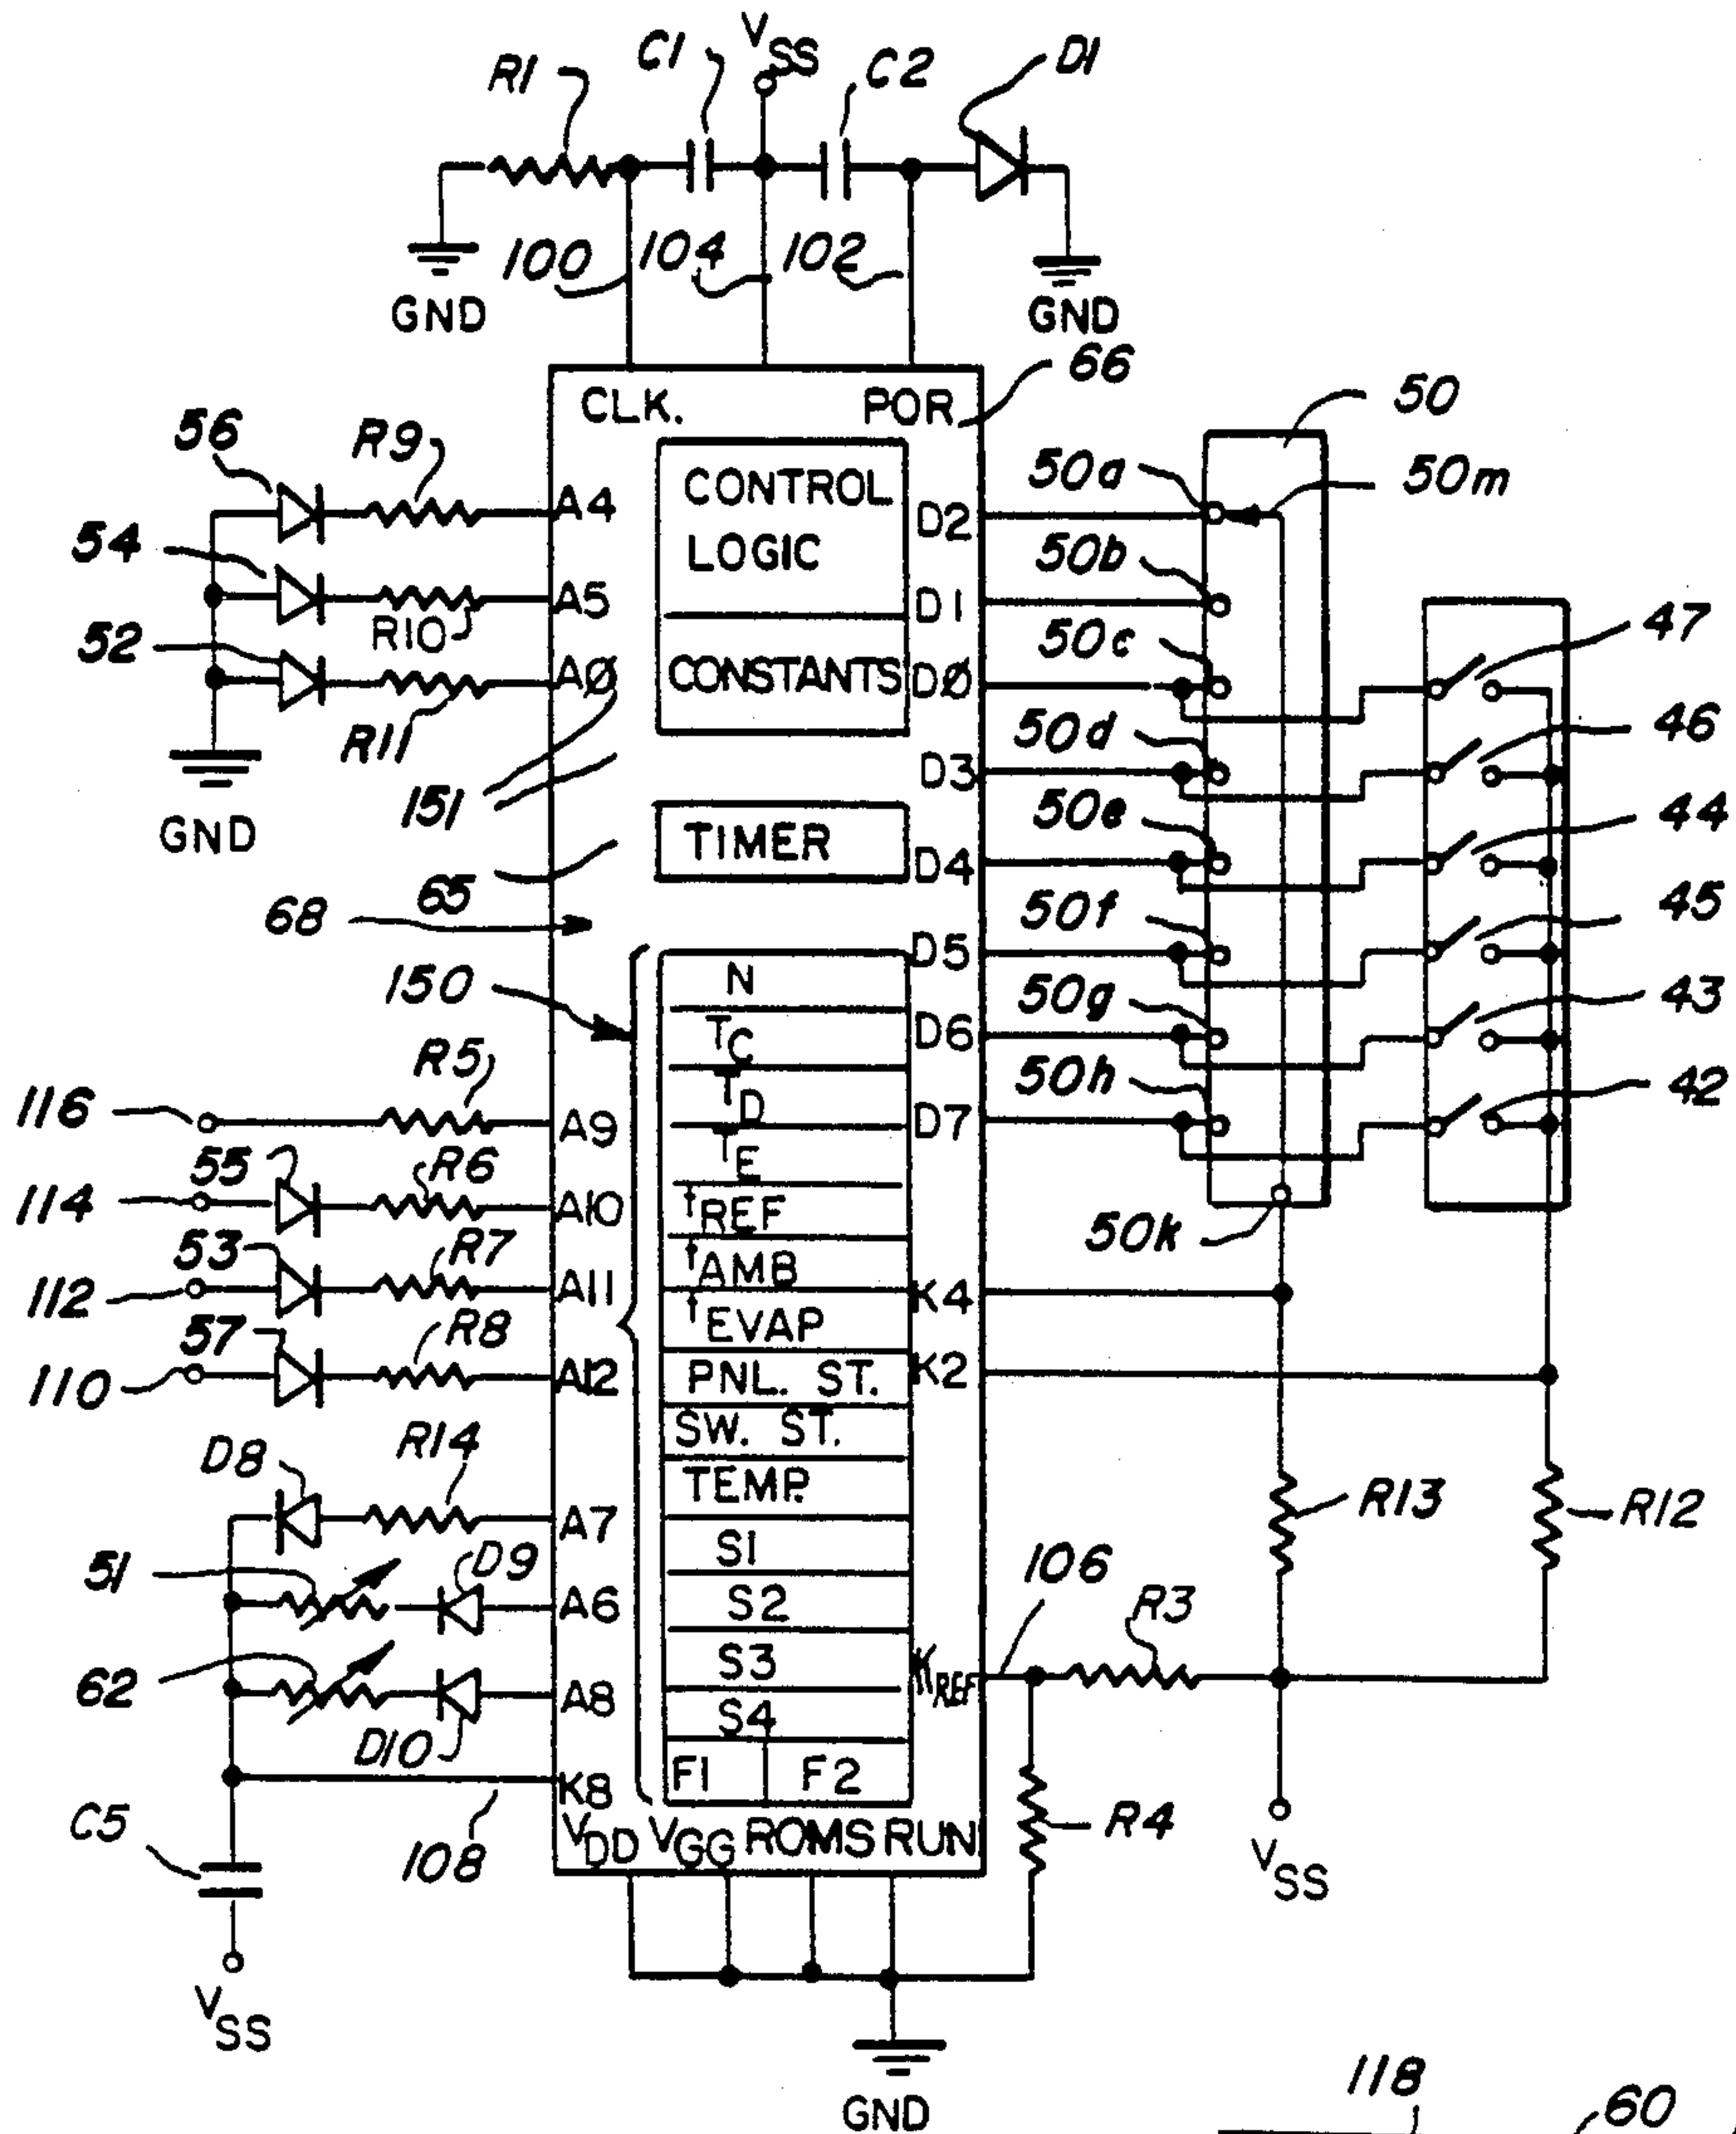 R1 C1 VSS C2 D1
100 104 102
GND GND
66
CLK. POR
50
56 R9 A4 CONTROL D2 50a 50m
LOGIC
54 R10 A5 D1 50b
52 R11 AØ CONSTANTS DØ 50c 47
GND
151 D3 50d 46
65 TIMER D4 50e 44
68 D5 50f 45
150 N
TC D6 50g 43
TD D7 50h 42
TE
116 R5 A9
114 55 R6 A10 tREF 50k
112 53 R7 A11 tAMB K4
110 57 R8 A12 tEVAP
PNL. ST. K2
SW. ST.
D8 R14 A7 TEMP. R13 R12
51 D9 A6 S1 106 R3
S2
62 D10 A8 S3 KREF
S4
C5 108 K8 F1 F2
VDD VGG ROMS RUN R4 VSS
VSS
GND
118
60